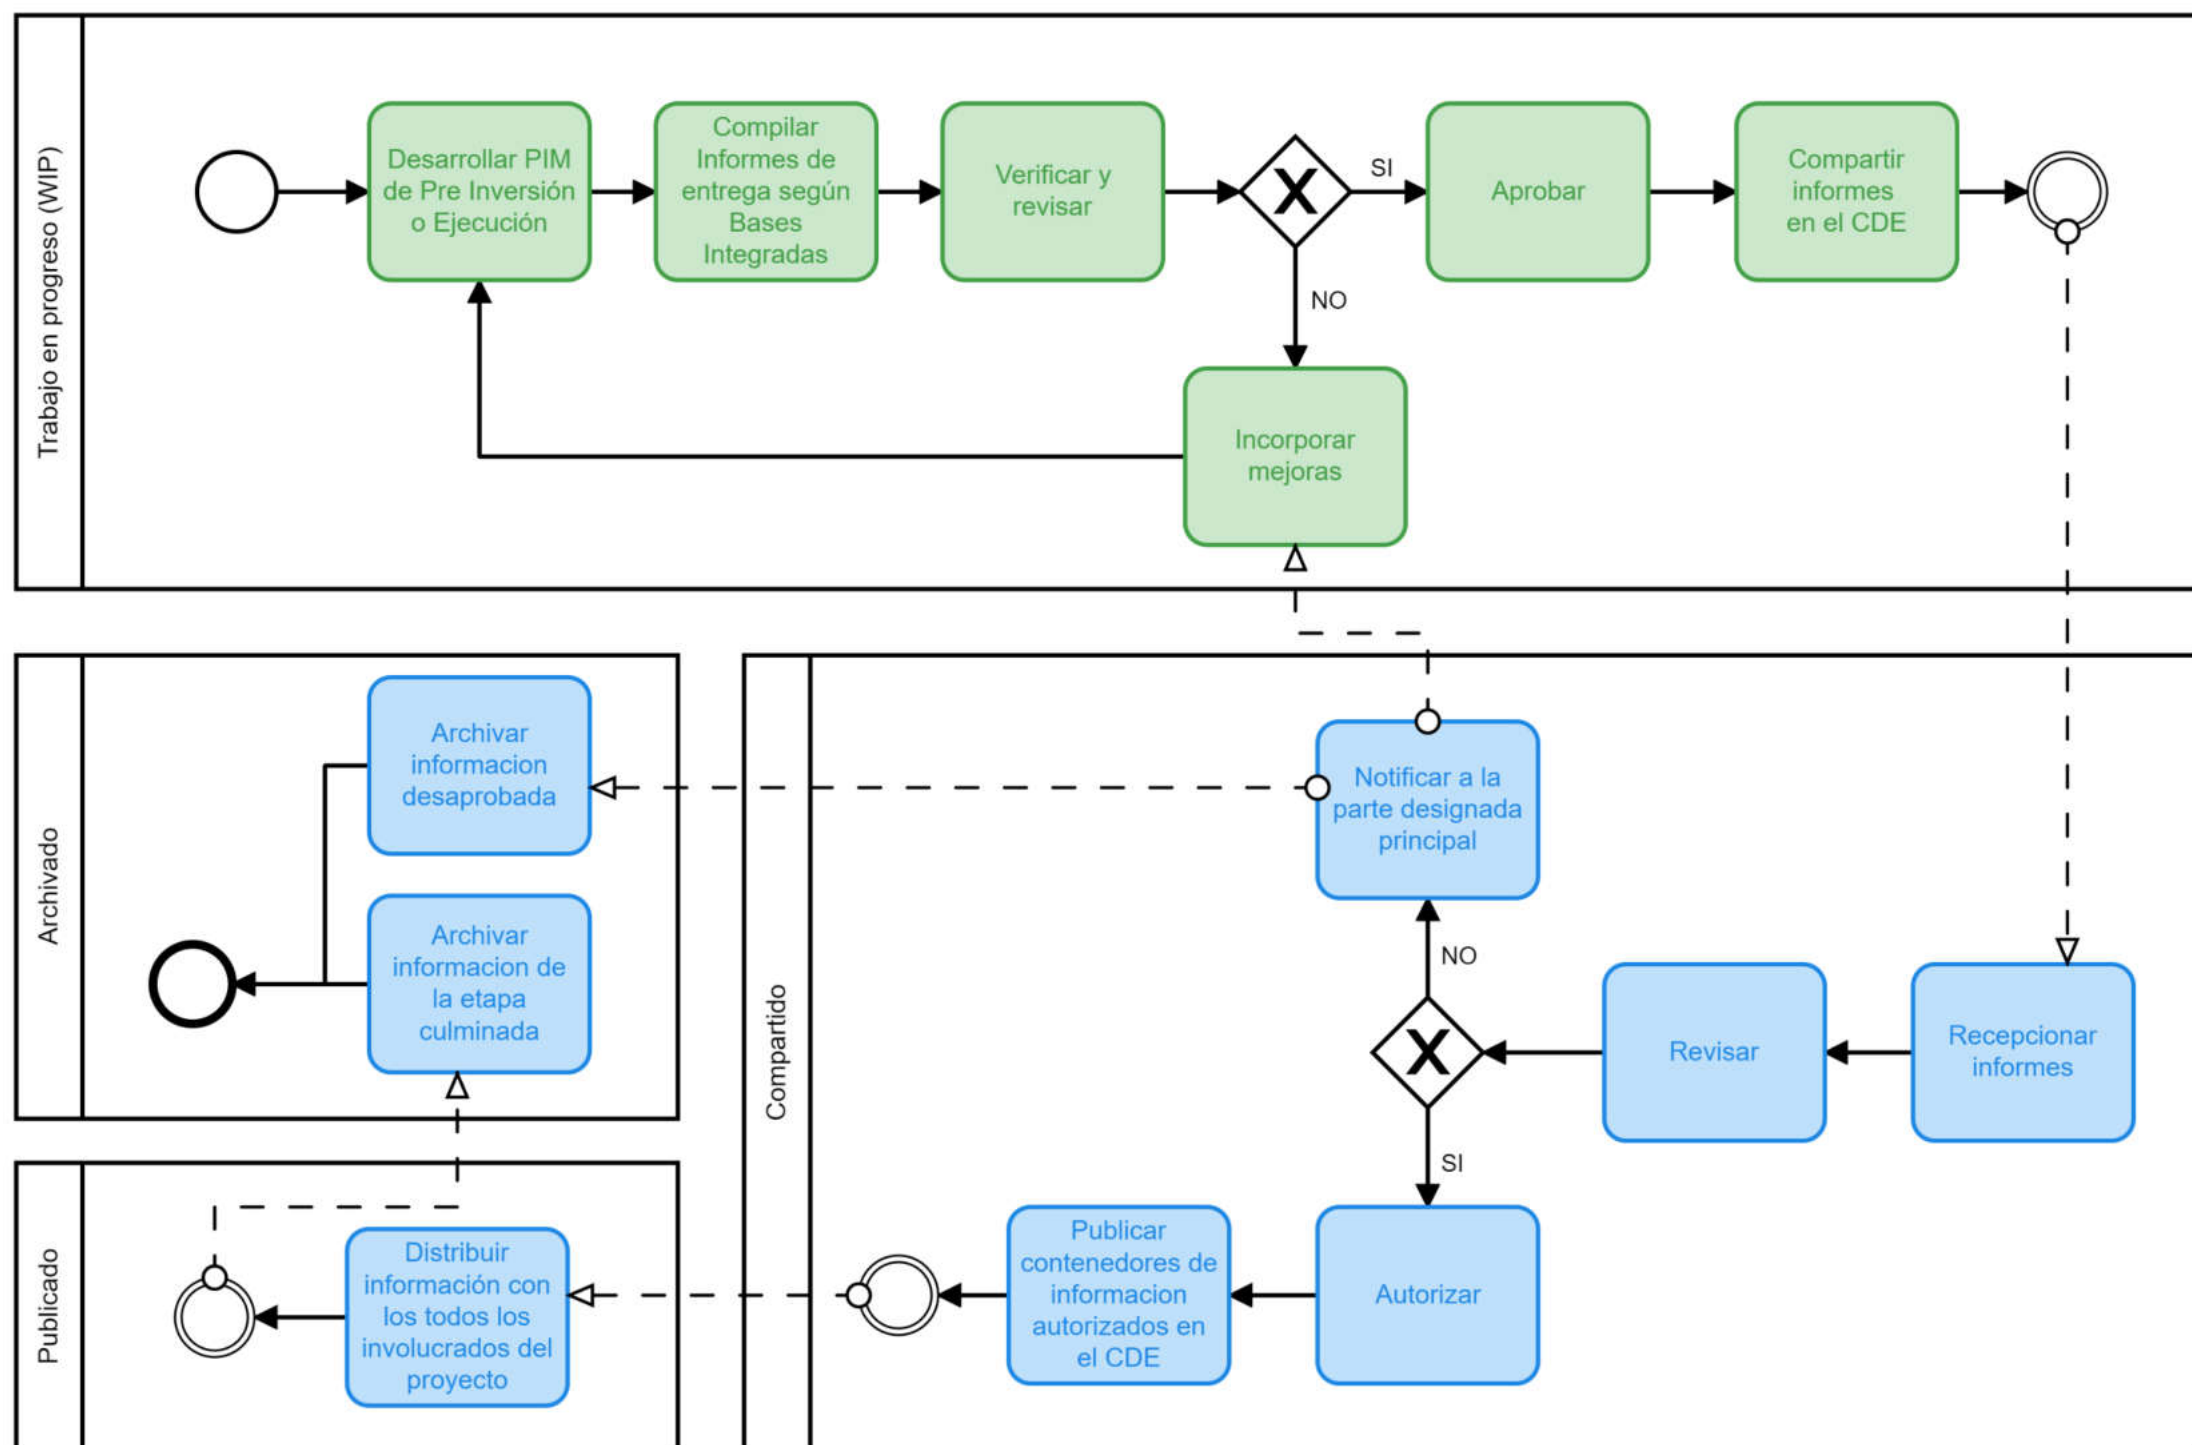 Trabajo en progreso (WIP)
Desarrollar PIM
de Pre Inversión
o Ejecución
Compilar
Informes de
entrega según
Bases
Integradas
Verificar y
revisar
X
SI
Aprobar
Compartir
informes
en el CDE
NO
Incorporar
mejoras
Archivado
Archivar
informacion
desaprobada
Archivar
informacion de
la etapa
culminada
Compartido
Notificar a la
parte designada
principal
NO
X
Revisar
Recepcionar
informes
SI
Autorizar
Publicar
contenedores de
informacion
autorizados en
el CDE
Publicado
Distribuir
información con
los todos los
involucrados del
proyecto